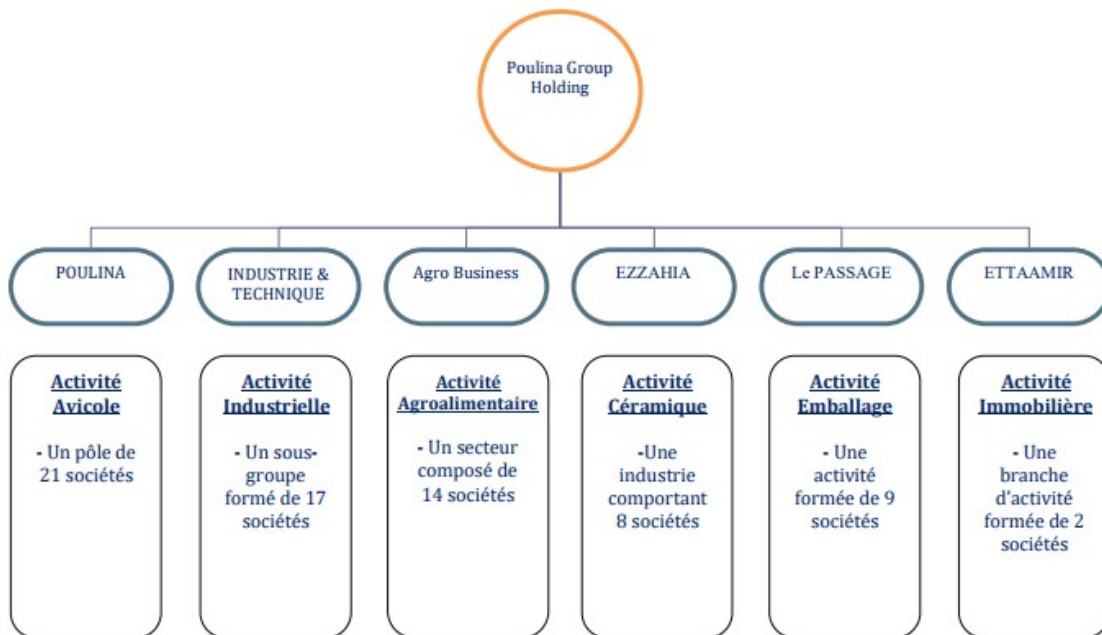 Poulina Group
Holding
POULINA
INDUSTRIE &
TECHNIQUE
Agro Business
EZZAHIA
Le PASSAGE
ETTAAMIR
Activité
Avicole
- Un pôle de
21 sociétés
Activité
Industrielle
- Un sous-
groupe
formé de 17
sociétés
Activité
Agroalimentaire
- Un secteur
composé de
14 sociétés
Activité
Céramique
-Une
industrie
comportant
8 sociétés
Activité
Emballage
- Une
activité
formée de 9
sociétés
Activité
Immobilière
- Une
branche
d'activité
formée de 2
sociétés